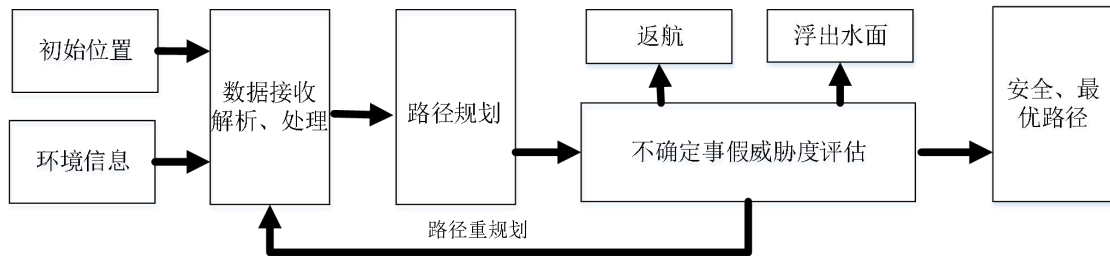 初始位置
环境信息
数据接收
解析、处理
路径规划
返航
浮出水面
不确定事假威胁度评估
安全、最
优路径
路径重规划